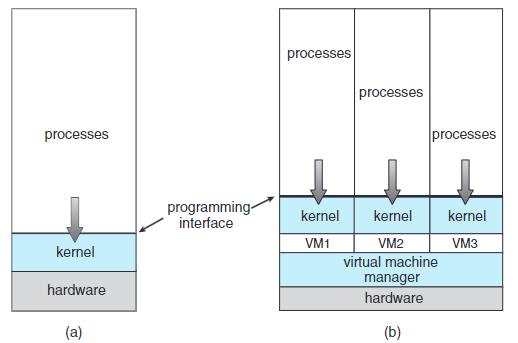 processes
kernel
hardware
(a)
programming
interface
processes
processes
processes
kernel
kernel
kernel
VM1
VM2
VM3
virtual machine
manager
hardware
(b)